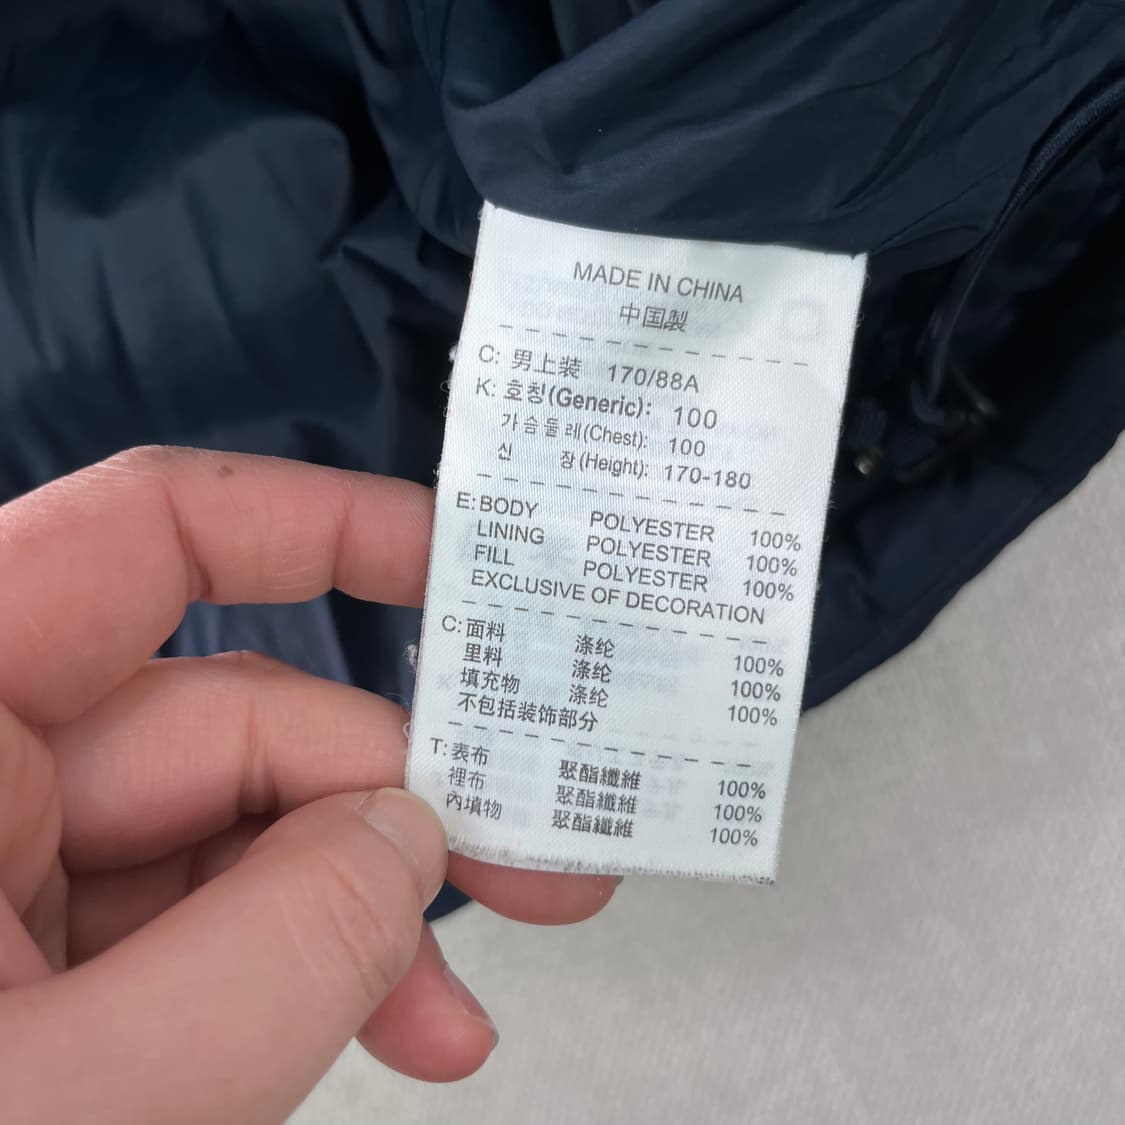 MADE IN CHINA
中国製
C: 男上装 170/88A
K: 호칭(Generic): 100
가슴둘레(Chest): 100
신 장(Height): 170-180
E: BODY POLYESTER 100%
LINING POLYESTER 100%
FILL POLYESTER 100%
EXCLUSIVE OF DECORATION
C: 面料 涤纶 100%
里料 涤纶 100%
填充物 涤纶 100%
不包括装饰部分
T: 表布 聚酯纖維 100%
裡布 聚酯纖維 100%
內填物 聚酯纖維 100%